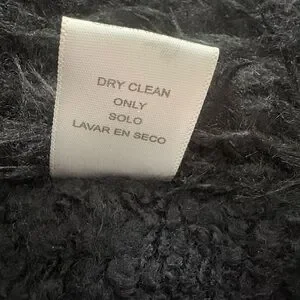 DRY CLEAN
ONLY
SOLO
LAVAR EN SECO